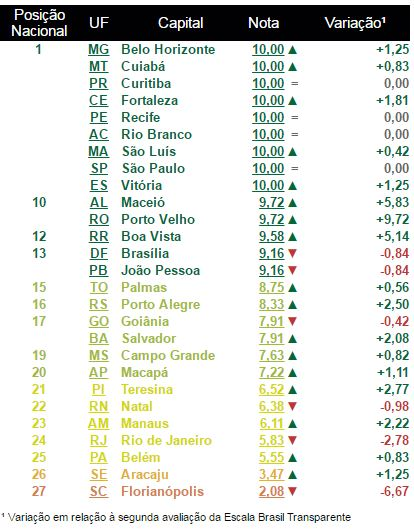 Posição Nacional UF Capital Nota Variação¹
1 MG Belo Horizonte 10,00 ▲ +1,25
MT Cuiabá 10,00 ▲ +0,83
PR Curitiba 10,00 = 0,00
CE Fortaleza 10,00 ▲ +1,81
PE Recife 10,00 = 0,00
AC Rio Branco 10,00 = 0,00
MA São Luís 10,00 ▲ +0,42
SP São Paulo 10,00 = 0,00
ES Vitória 10,00 ▲ +1,25
10 AL Maceió 9,72 ▲ +5,83
RO Porto Velho 9,72 ▲ +9,72
12 RR Boa Vista 9,58 ▲ +5,14
13 DF Brasília 9,16 ▼ -0,84
PB João Pessoa 9,16 ▼ -0,84
15 TO Palmas 8,75 ▲ +0,56
16 RS Porto Alegre 8,33 ▲ +2,50
17 GO Goiânia 7,91 ▼ -0,42
BA Salvador 7,91 ▲ +2,08
19 MS Campo Grande 7,63 ▲ +0,82
20 AP Macapá 7,22 ▲ +1,11
21 PI Teresina 6,52 ▲ +2,77
22 RN Natal 6,38 ▼ -0,98
23 AM Manaus 6,11 ▲ +2,22
24 RJ Rio de Janeiro 5,83 ▼ -2,78
25 PA Belém 5,55 ▲ +0,83
26 SE Aracaju 3,47 ▲ +1,25
27 SC Florianópolis 2,08 ▼ -6,67
¹ Variação em relação à segunda avaliação da Escala Brasil Transparente